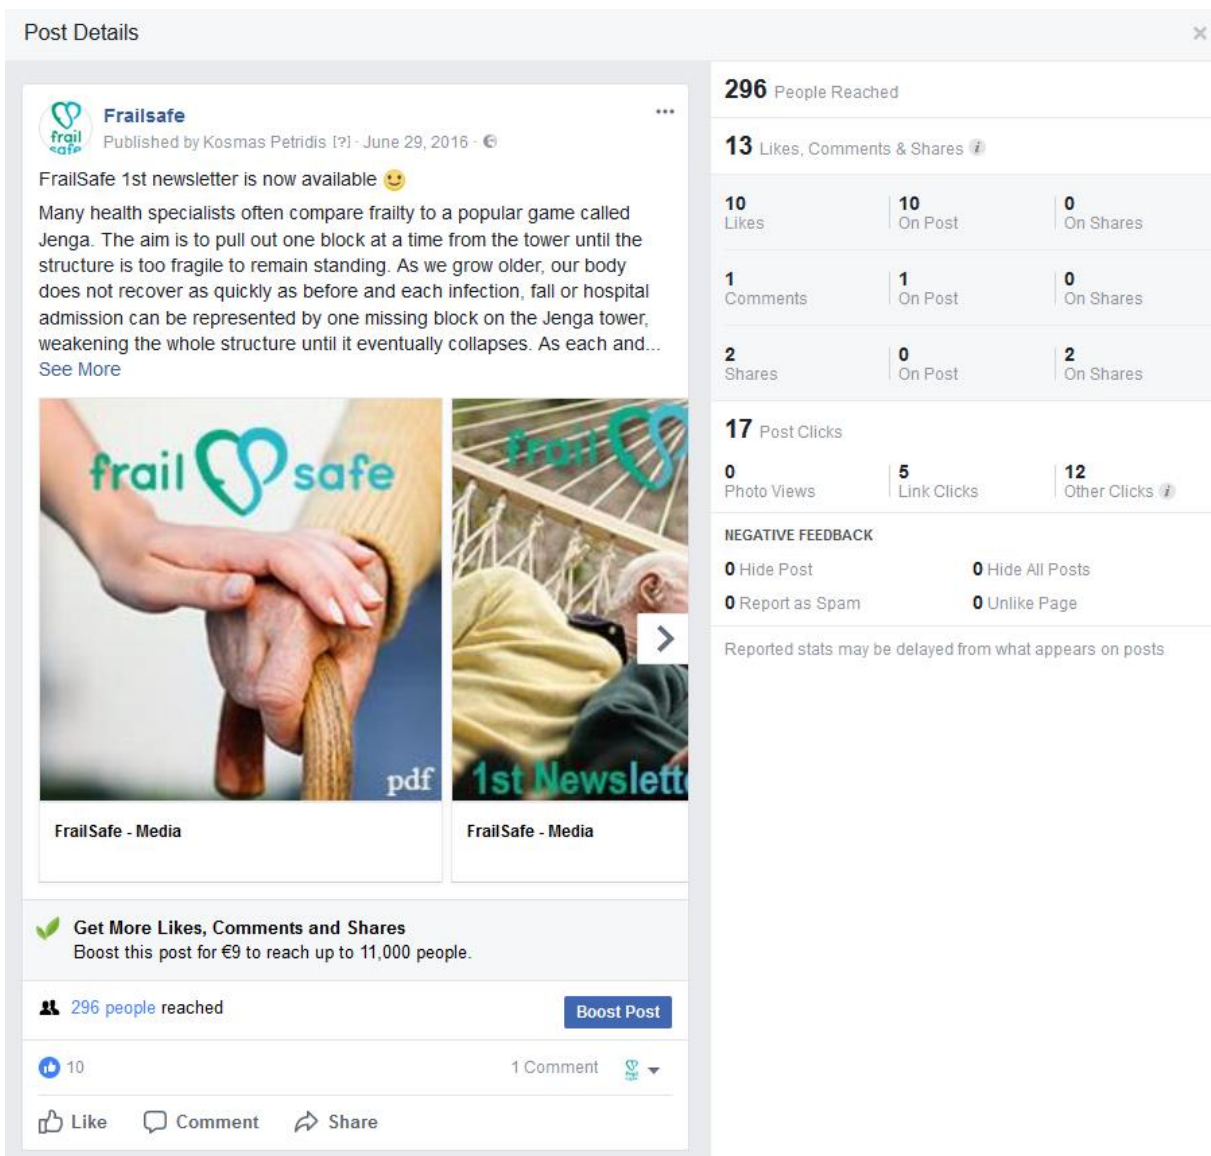 Post Details
Frailsafe
Published by Kosmas Petridis [?] · June 29, 2016 ·
FrailSafe 1st newsletter is now available
Many health specialists often compare frailty to a popular game called
Jenga. The aim is to pull out one block at a time from the tower until the
structure is too fragile to remain standing. As we grow older, our body
does not recover as quickly as before and each infection, fall or hospital
admission can be represented by one missing block on the Jenga tower,
weakening the whole structure until it eventually collapses. As each and...
See More
frail safe
pdf
frail
1st Newslett
FrailSafe - Media
FrailSafe - Media
Get More Likes, Comments and Shares
Boost this post for €9 to reach up to 11,000 people.
296 people reached
Boost Post
10
1 Comment
Like Comment Share
296 People Reached
13 Likes, Comments & Shares
10 10 0
Likes On Post On Shares
1 1 0
Comments On Post On Shares
2 0 2
Shares On Post On Shares
17 Post Clicks
0 5 12
Photo Views Link Clicks Other Clicks
NEGATIVE FEEDBACK
0 Hide Post 0 Hide All Posts
0 Report as Spam 0 Unlike Page
Reported stats may be delayed from what appears on posts
frail
safe